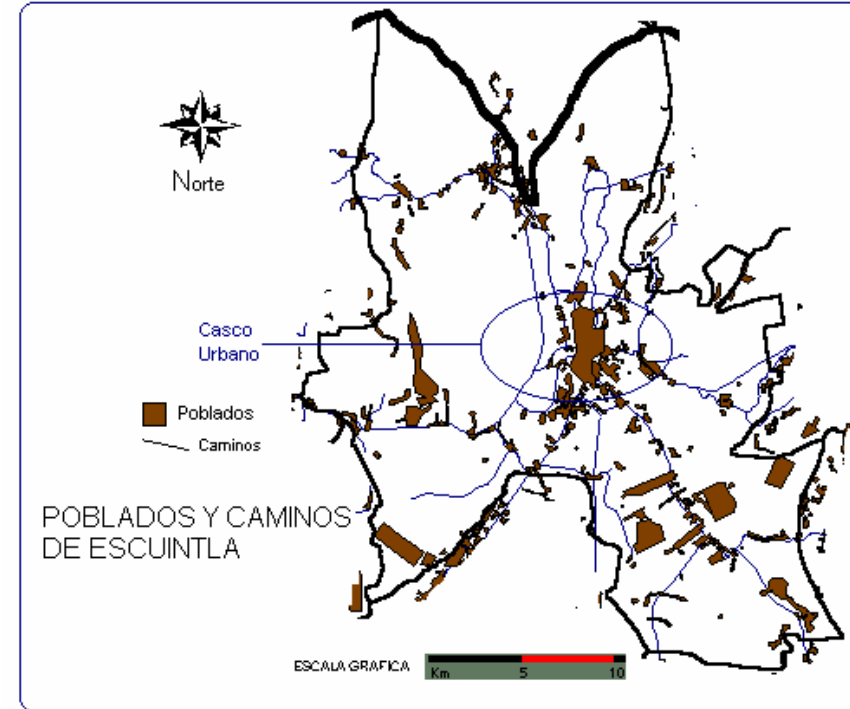 Norte
Casco
Urbano
Poblados
Caminos
POBLADOS Y CAMINOS
DE ESCUINTLA
ESCALA GRAFICA
Km 5 10